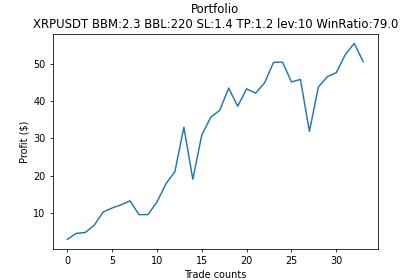 Portfolio
XRPUSDT BBM:2.3 BBL:220 SL:1.4 TP:1.2 lev:10 WinRatio:79.0
50
40
30
20
10
Profit ($)
0 5 10 15 20 25 30
Trade counts